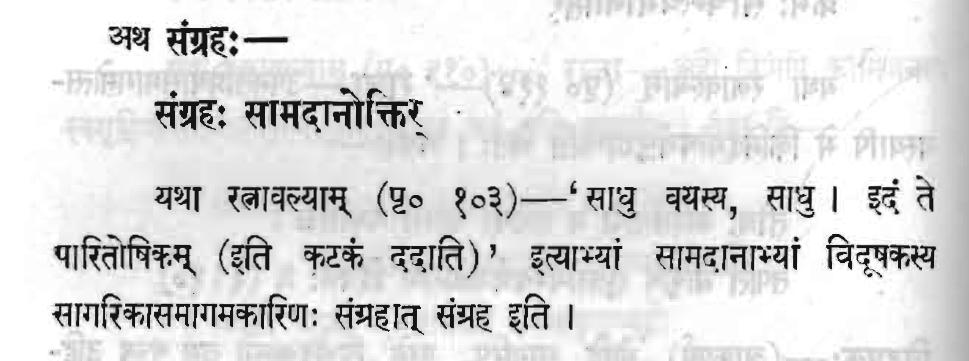 अथ संग्रहः—
संग्रहः सामदानोक्तिर्
यथा रत्नावल्याम् (पृ० १०३)—‘साधु वयस्य, साधु । इदं ते
पारितोषिकम् (इति कटकं ददाति)’ इत्याभ्यां सामदानाभ्यां विदूषकस्य
सागरिकासमागमकारिणः संग्रहात् संग्रह इति ।